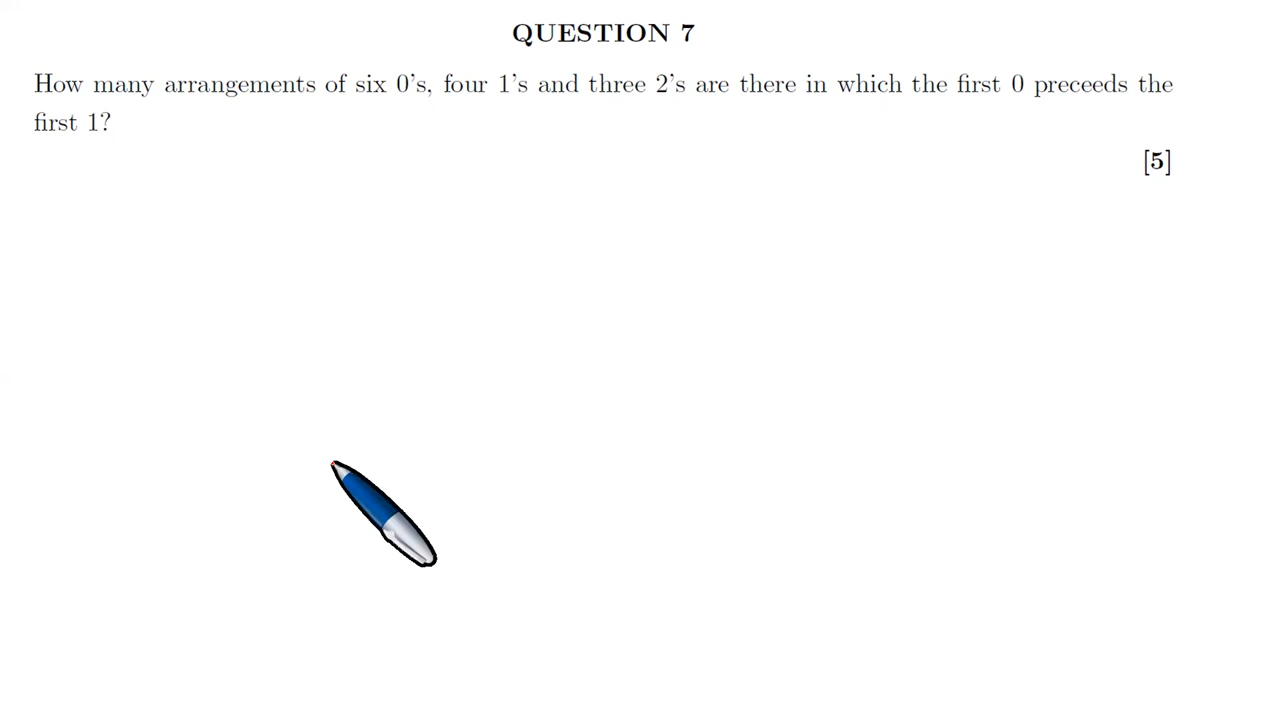 QUESTION 7
How many arrangements of six 0's, four 1's and three 2's are there in which the first 0 preceeds the
first 1?
[5]